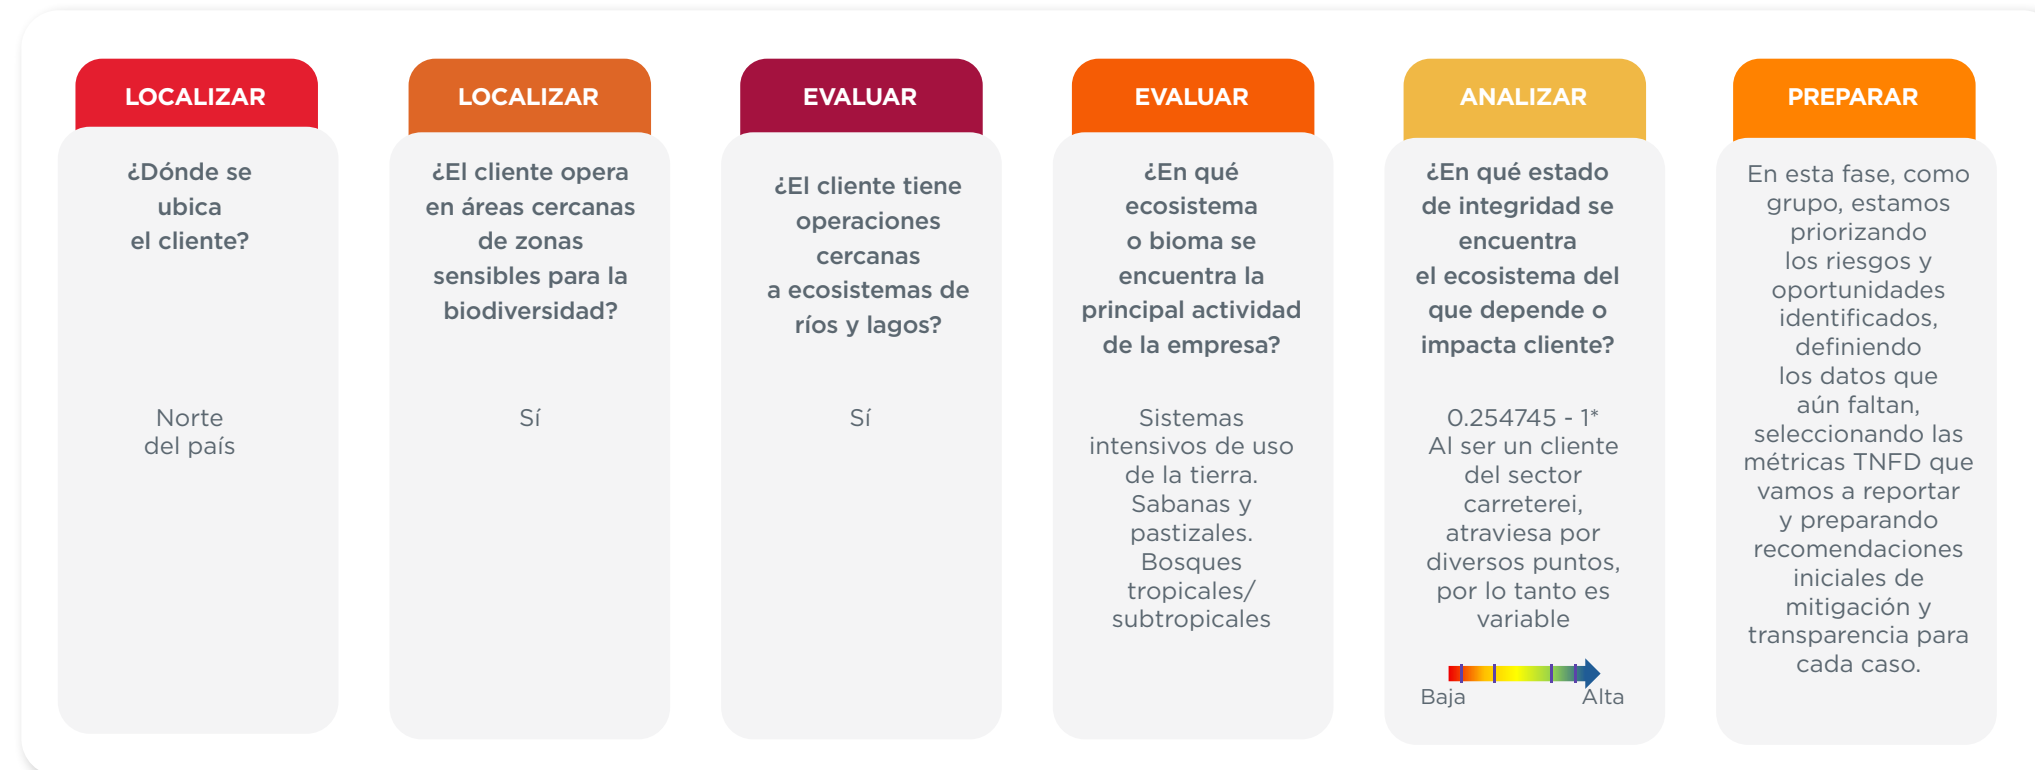 LOCALIZAR
¿Dónde se
ubica
el cliente?
Norte
del país
LOCALIZAR
¿El cliente opera
en áreas cercanas
de zonas
sensibles para la
biodiversidad?
Sí
EVALUAR
¿El cliente tiene
operaciones
cercanas
a ecosistemas de
ríos y lagos?
Sí
EVALUAR
¿En qué
ecosistema
o bioma se
encuentra la
principal actividad
de la empresa?
Sistemas
intensivos de uso
de la tierra.
Sabanas y
pastizales.
Bosques
tropicales/
subtropicales
ANALIZAR
¿En qué estado
de integridad se
encuentra
el ecosistema del
que depende o
impacta cliente?
0.254745 - 1*
Al ser un cliente
del sector
carreterei,
atraviesa por
diversos puntos,
por lo tanto es
variable
Baja
Alta
PREPARAR
En esta fase, como
grupo, estamos
priorizando
los riesgos y
oportunidades
identificados,
definiendo
los datos que
aún faltan,
seleccionando las
métricas TNFD que
vamos a reportar
y preparando
recomendaciones
iniciales de
mitigación y
transparencia para
cada caso.